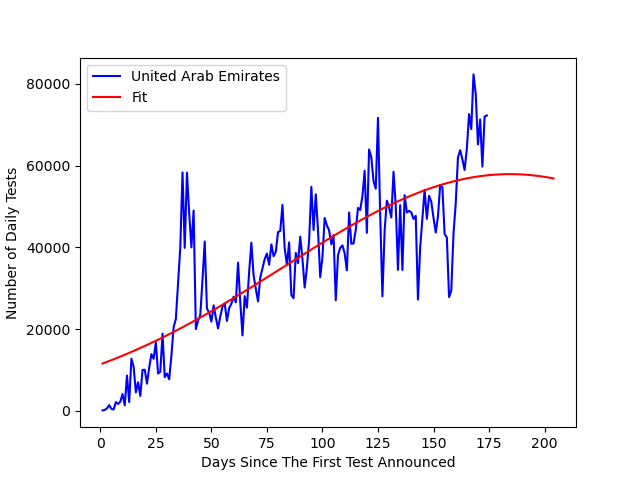 United Arab Emirates
Fit
80000
60000
40000
20000
0
Number of Daily Tests
0 25 50 75 100 125 150 175 200
Days Since The First Test Announced